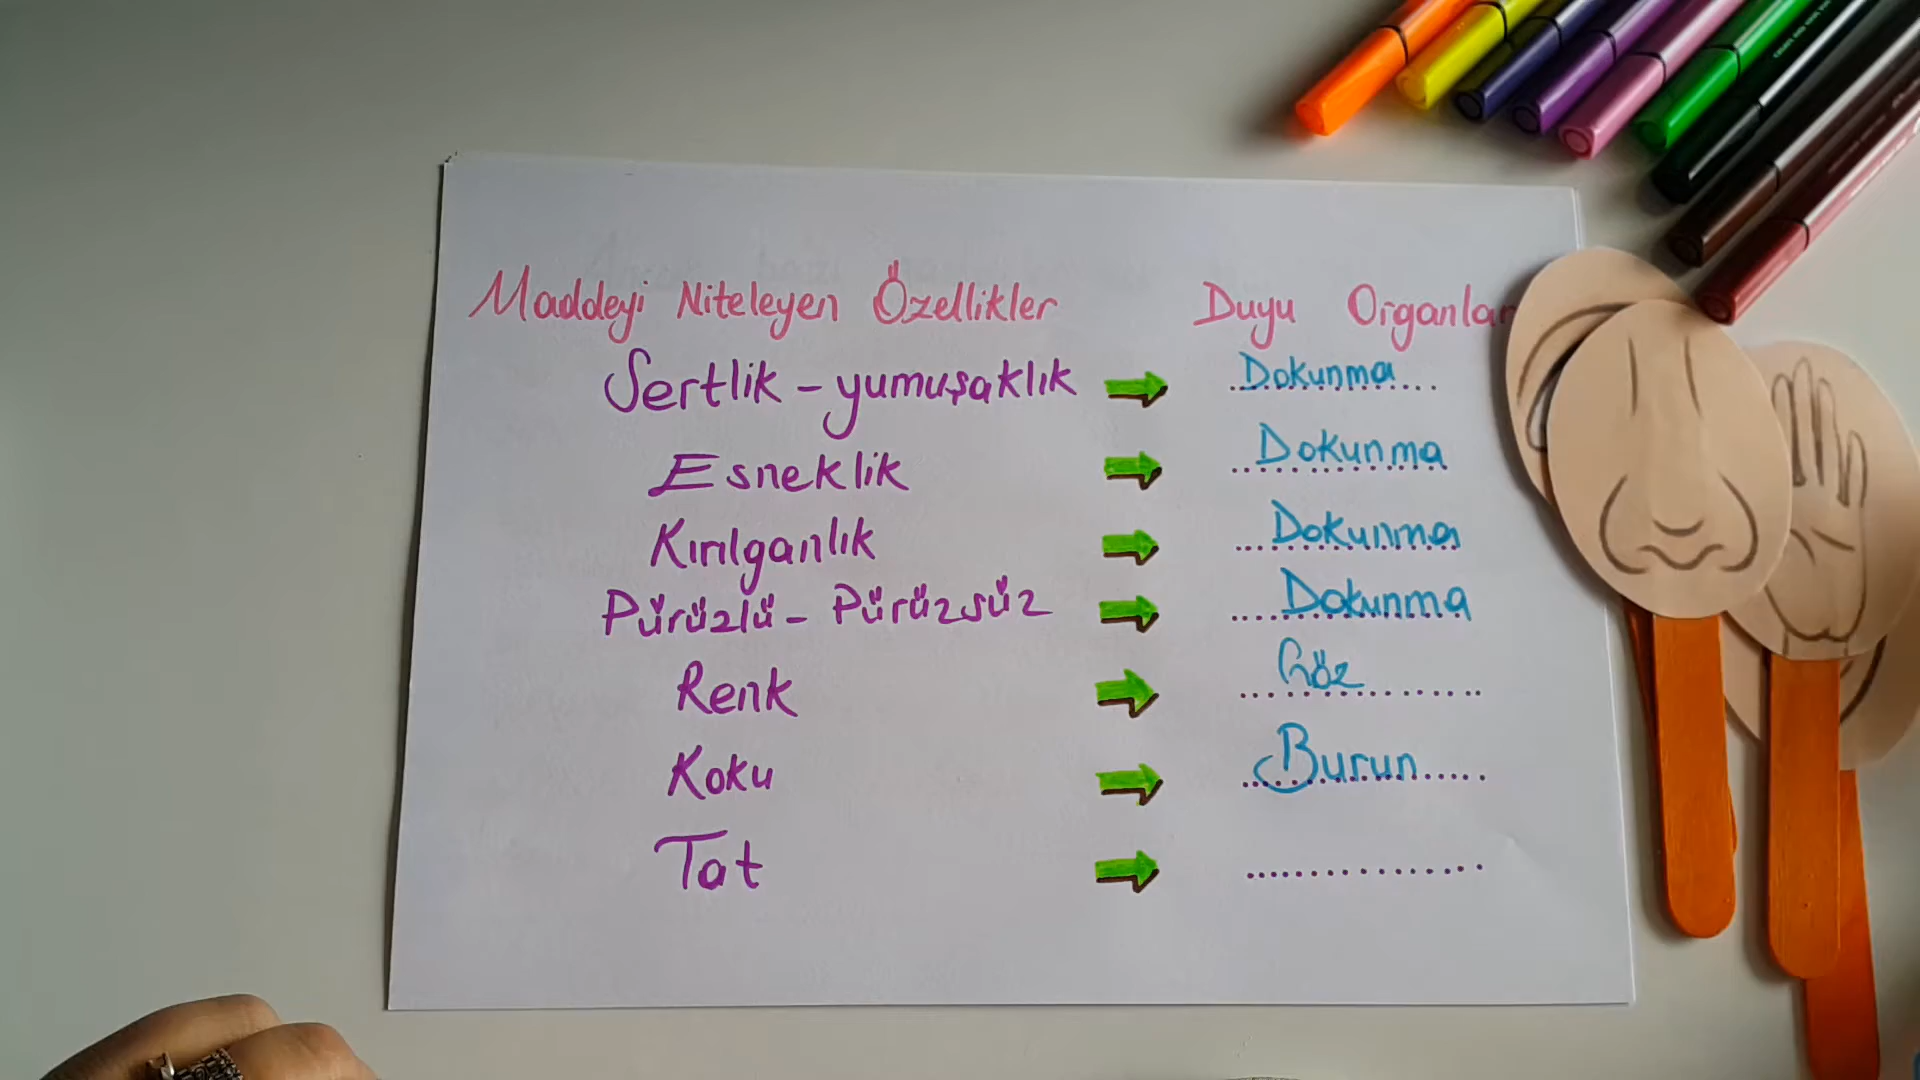 Maddeyi Niteleyen Özellikler Duyu Organlar
Sertlik - yumuşaklık Dokunma
Esneklik Dokunma
Kırılganlık Dokunma
Pürüzlü - Pürüzsüz Dokunma
Renk Göz
Koku Burun
Tat ...............